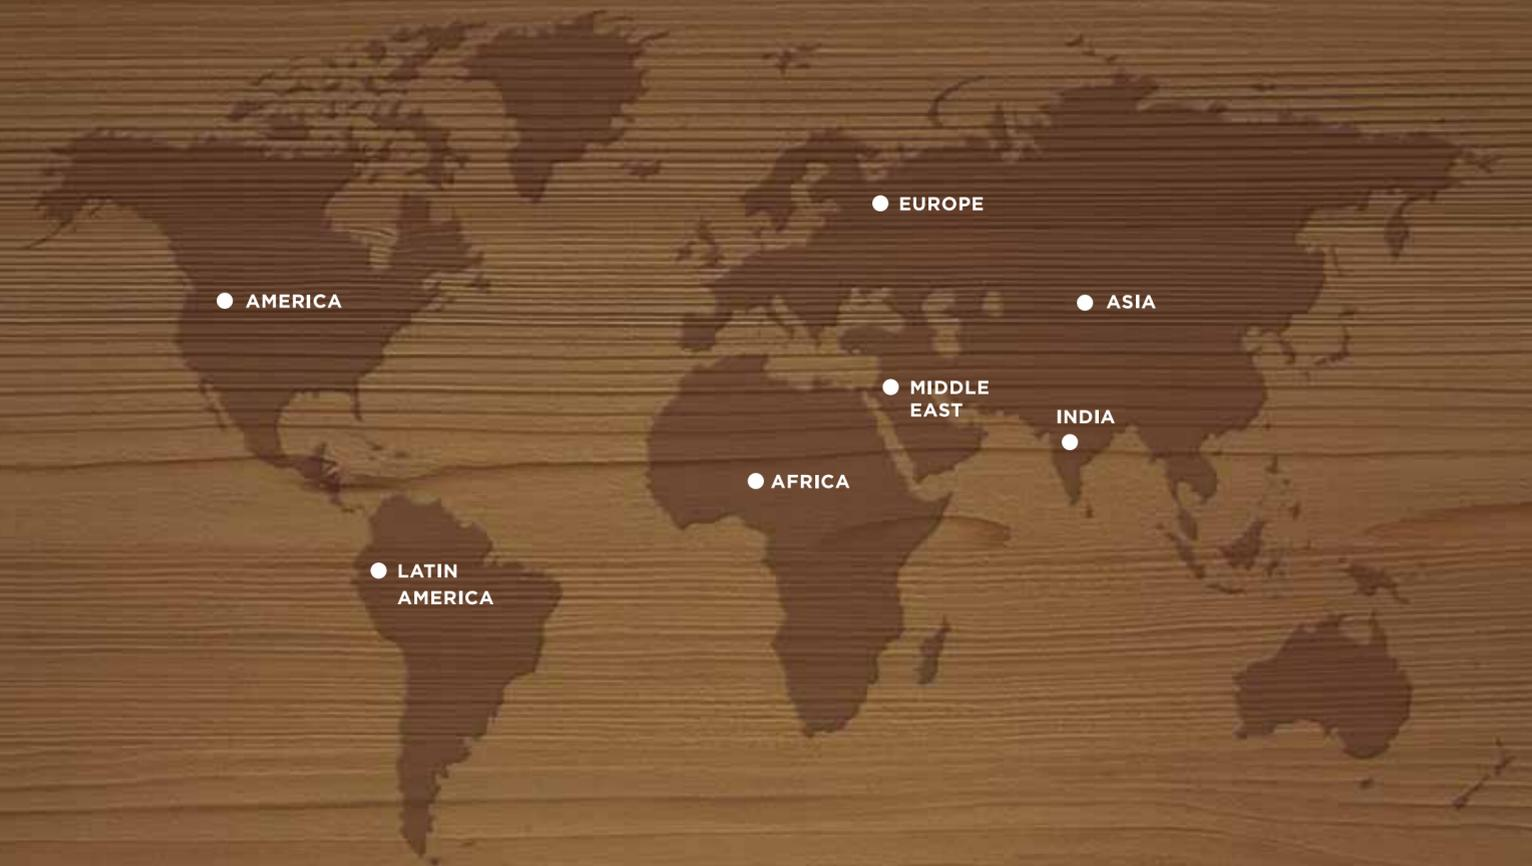 EUROPE
AMERICA
ASIA
MIDDLE
EAST
INDIA
AFRICA
LATIN
AMERICA